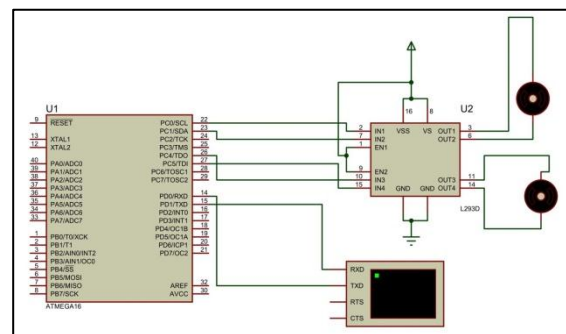 U1
9 RESET
13 XTAL1
12 XTAL2
40 PA0/ADC0
39 PA1/ADC1
38 PA2/ADC2
37 PA3/ADC3
36 PA4/ADC4
35 PA5/ADC5
34 PA6/ADC6
33 PA7/ADC7
1 PB0/T0/XCK
2 PB1/T1
3 PB2/AIN0/INT2
4 PB3/AIN1/OC0
5 PB4/SS
6 PB5/MOSI
7 PB6/MISO
8 PB7/SCK
PC0/SCL 22
PC1/SDA 23
PC2/TCK 24
PC3/TMS 25
PC4/TDO 26
PC5/TDI 27
PC6/TOSC1 28
PC7/TOSC2 29
PD0/RXD 14
PD1/TXD 15
PD2/INT0 16
PD3/INT1 17
PD4/OC1B 18
PD5/OC1A 19
PD6/ICP1 20
PD7/OC2 21
AREF 32
AVCC 30
ATMEGA16
U2
16 8
VSS VS
2 IN1
7 IN2
1 EN1
9 EN2
10 IN3
15 IN4
OUT1 3
OUT2 6
OUT3 11
OUT4 14
GND GND
L293D
RXD
TXD
RTS
CTS